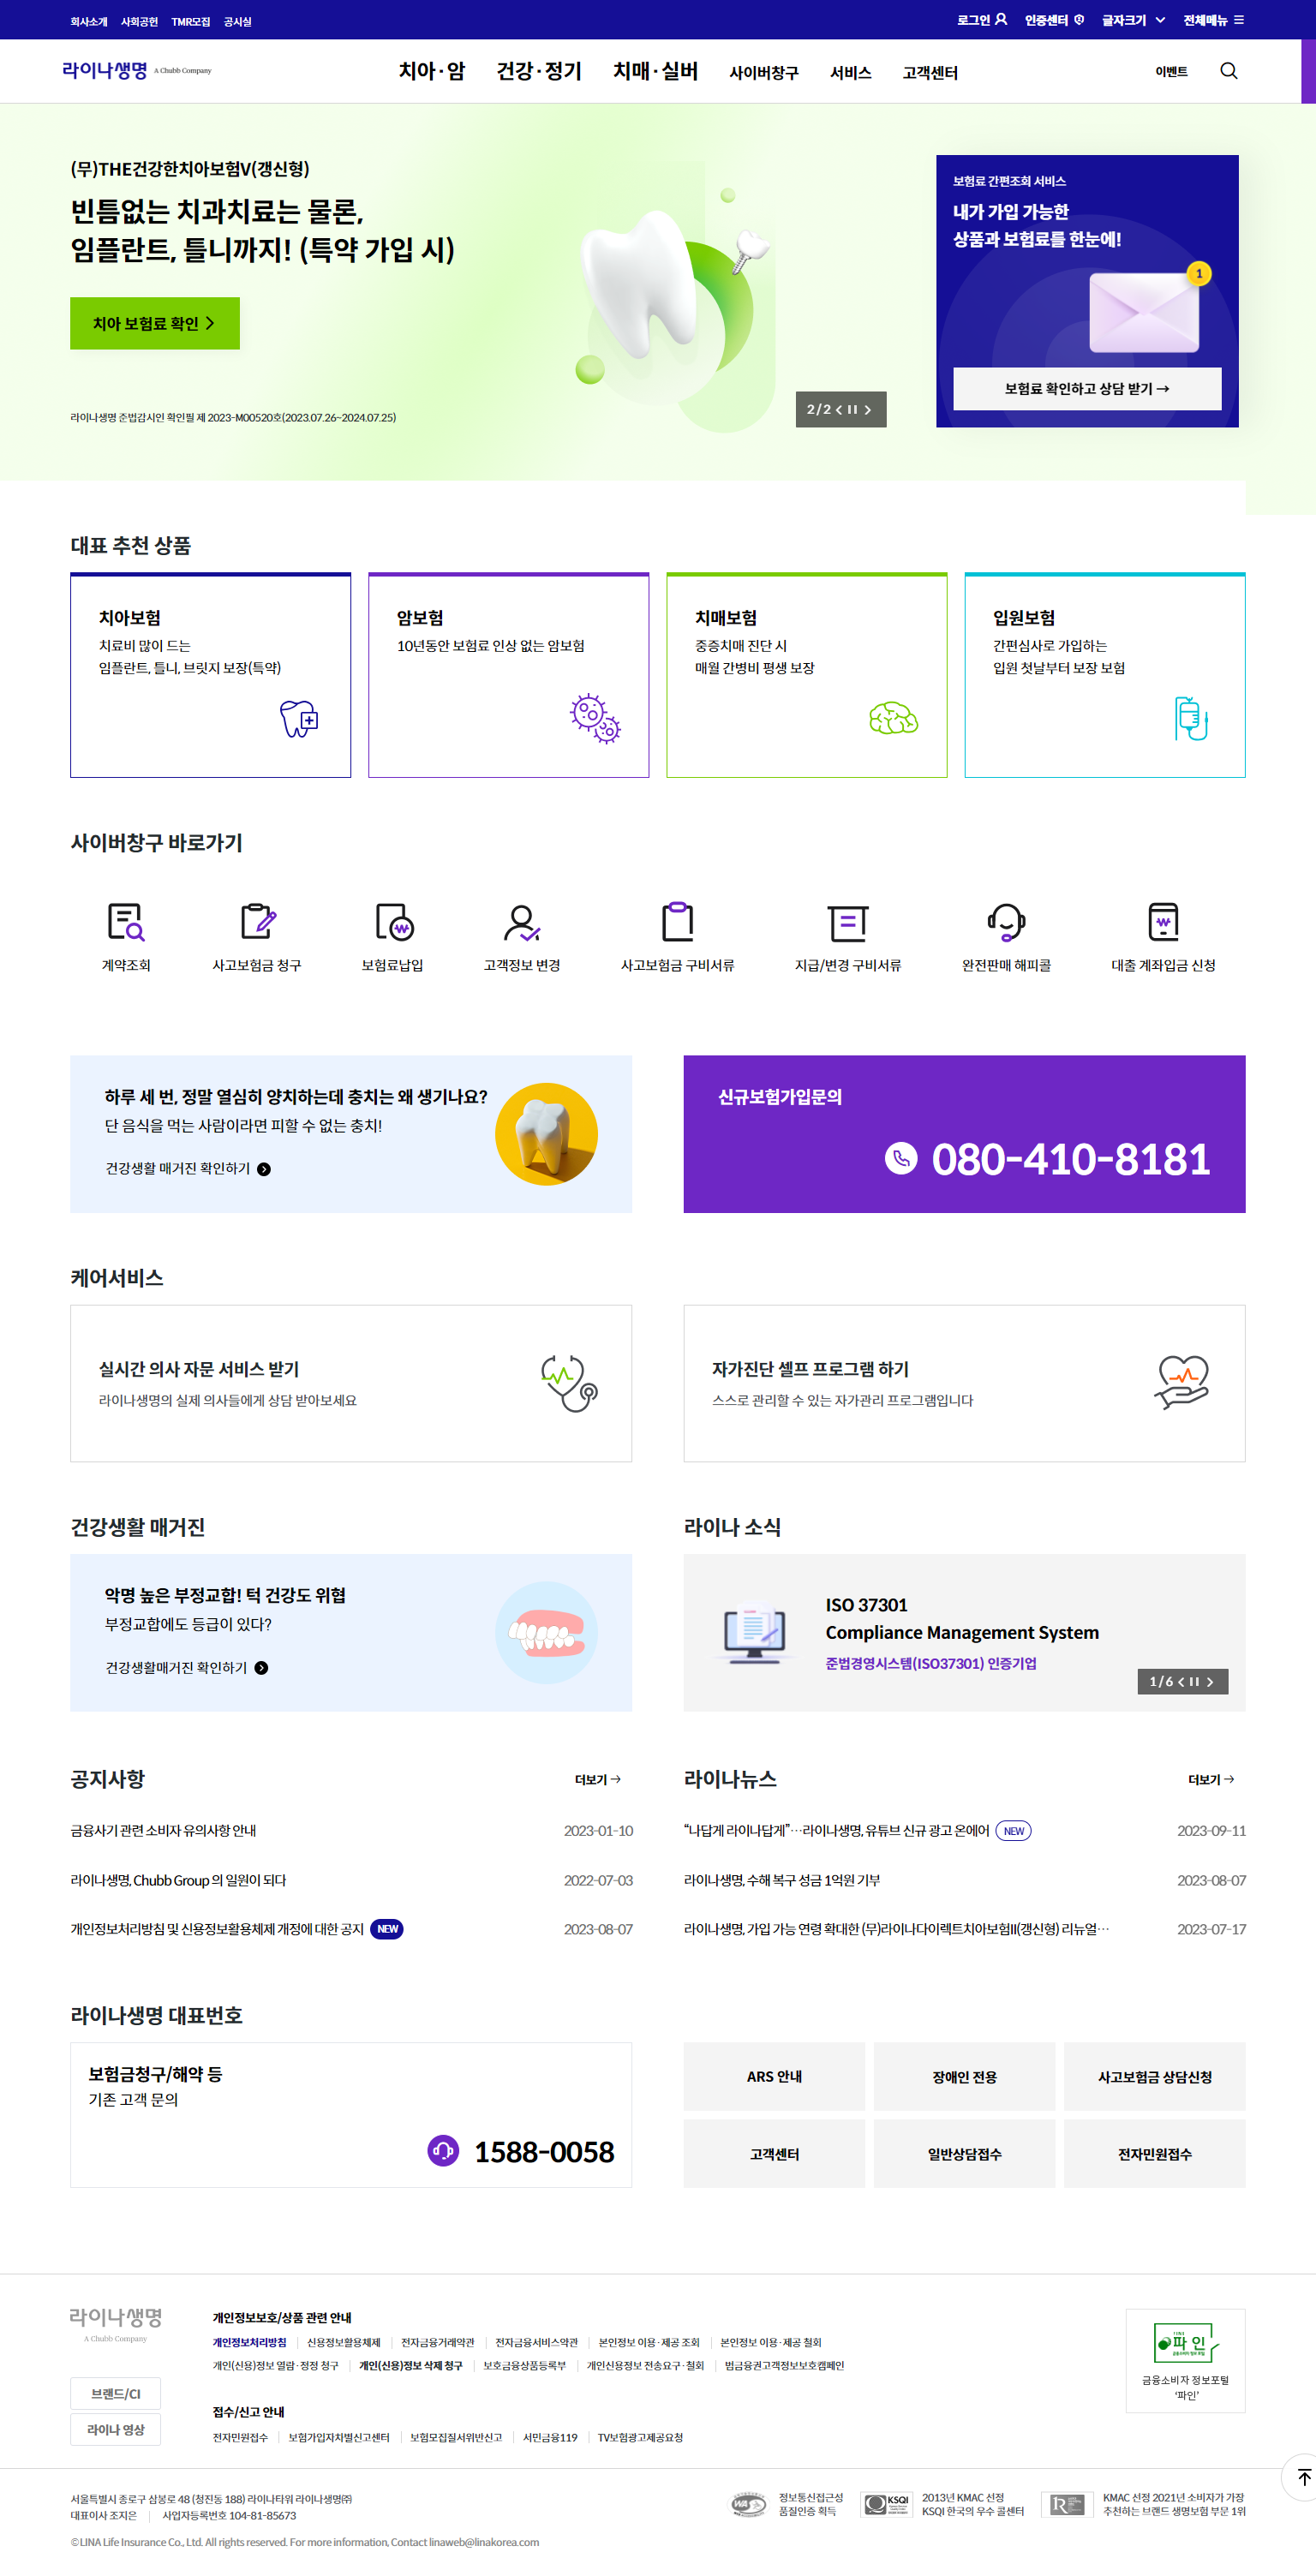 회사소개 사회공헌 TMR모집 공시실
로그인 인증센터 글자크기 전체메뉴
라이나생명 A Chubb Company
치아·암 건강·정기 치매·실버 사이버창구 서비스 고객센터
이벤트
(무)THE건강한치아보험V(갱신형)
빈틈없는 치과치료는 물론,
임플란트, 틀니까지! (특약 가입 시)
치아 보험료 확인
라이나생명 준법감시인 확인필 제 2023-M00520호(2023.07.26~2024.07.25)
2/2
보험료 간편조회 서비스
내가 가입 가능한
상품과 보험료를 한눈에!
1
보험료 확인하고 상담 받기 →
대표 추천 상품
치아보험
치료비 많이 드는
임플란트, 틀니, 브릿지 보장(특약)
암보험
10년동안 보험료 인상 없는 암보험
치매보험
중증치매 진단 시
매월 간병비 평생 보장
입원보험
간편심사로 가입하는
입원 첫날부터 보장 보험
사이버창구 바로가기
계약조회
사고보험금 청구
보험료납입
고객정보 변경
사고보험금 구비서류
지급/변경 구비서류
완전판매 해피콜
대출 계좌입금 신청
하루 세 번, 정말 열심히 양치하는데 충치는 왜 생기나요?
단 음식을 먹는 사람이라면 피할 수 없는 충치!
건강생활 매거진 확인하기
신규보험가입문의
080-410-8181
케어서비스
실시간 의사 자문 서비스 받기
라이나생명의 실제 의사들에게 상담 받아보세요
자가진단 셀프 프로그램 하기
스스로 관리할 수 있는 자가관리 프로그램입니다
건강생활 매거진
악명 높은 부정교합! 턱 건강도 위협
부정교합에도 등급이 있다?
건강생활매거진 확인하기
라이나 소식
ISO 37301
Compliance Management System
준법경영시스템(ISO37301) 인증기업
1/6
공지사항
더보기 →
금융사기 관련 소비자 유의사항 안내 2023-01-10
라이나생명, Chubb Group 의 일원이 되다 2022-07-03
개인정보처리방침 및 신용정보활용체제 개정에 대한 공지 NEW 2023-08-07
라이나뉴스
더보기 →
“나답게 라이나답게”…라이나생명, 유튜브 신규 광고 온에어 NEW 2023-09-11
라이나생명, 수해 복구 성금 1억원 기부 2023-08-07
라이나생명, 가입 가능 연령 확대한 (무)라이나다이렉트치아보험II(갱신형) 리뉴얼… 2023-07-17
라이나생명 대표번호
보험금청구/해약 등
기존 고객 문의
1588-0058
ARS 안내 장애인 전용 사고보험금 상담신청
고객센터 일반상담접수 전자민원접수
라이나생명
A Chubb Company
브랜드/CI
라이나 영상
개인정보보호/상품 관련 안내
개인정보처리방침 신용정보활용체제 전자금융거래약관 전자금융서비스약관 본인정보 이용·제공 조회 본인정보 이용·제공 철회
개인(신용)정보 열람·정정 청구 개인(신용)정보 삭제 청구 보호금융상품등록부 개인신용정보 전송요구·철회 범금융권고객정보보호캠페인
접수/신고 안내
전자민원접수 보험가입자차별신고센터 보험모집질서위반신고 서민금융119 TV보험광고제공요청
파인
금융소비자 정보포털
‘파인’
서울특별시 종로구 삼봉로 48 (청진동 188) 라이나타워 라이나생명㈜
대표이사 조지은 사업자등록번호 104-81-85673
©LINA Life Insurance Co., Ltd. All rights reserved. For more information, Contact linaweb@linakorea.com
WA
정보통신접근성
품질인증 획득
KSQI
2013년 KMAC 선정
KSQI 한국의 우수 콜센터
KMAC 선정 2021년 소비자가 가장
추천하는 브랜드 생명보험 부문 1위